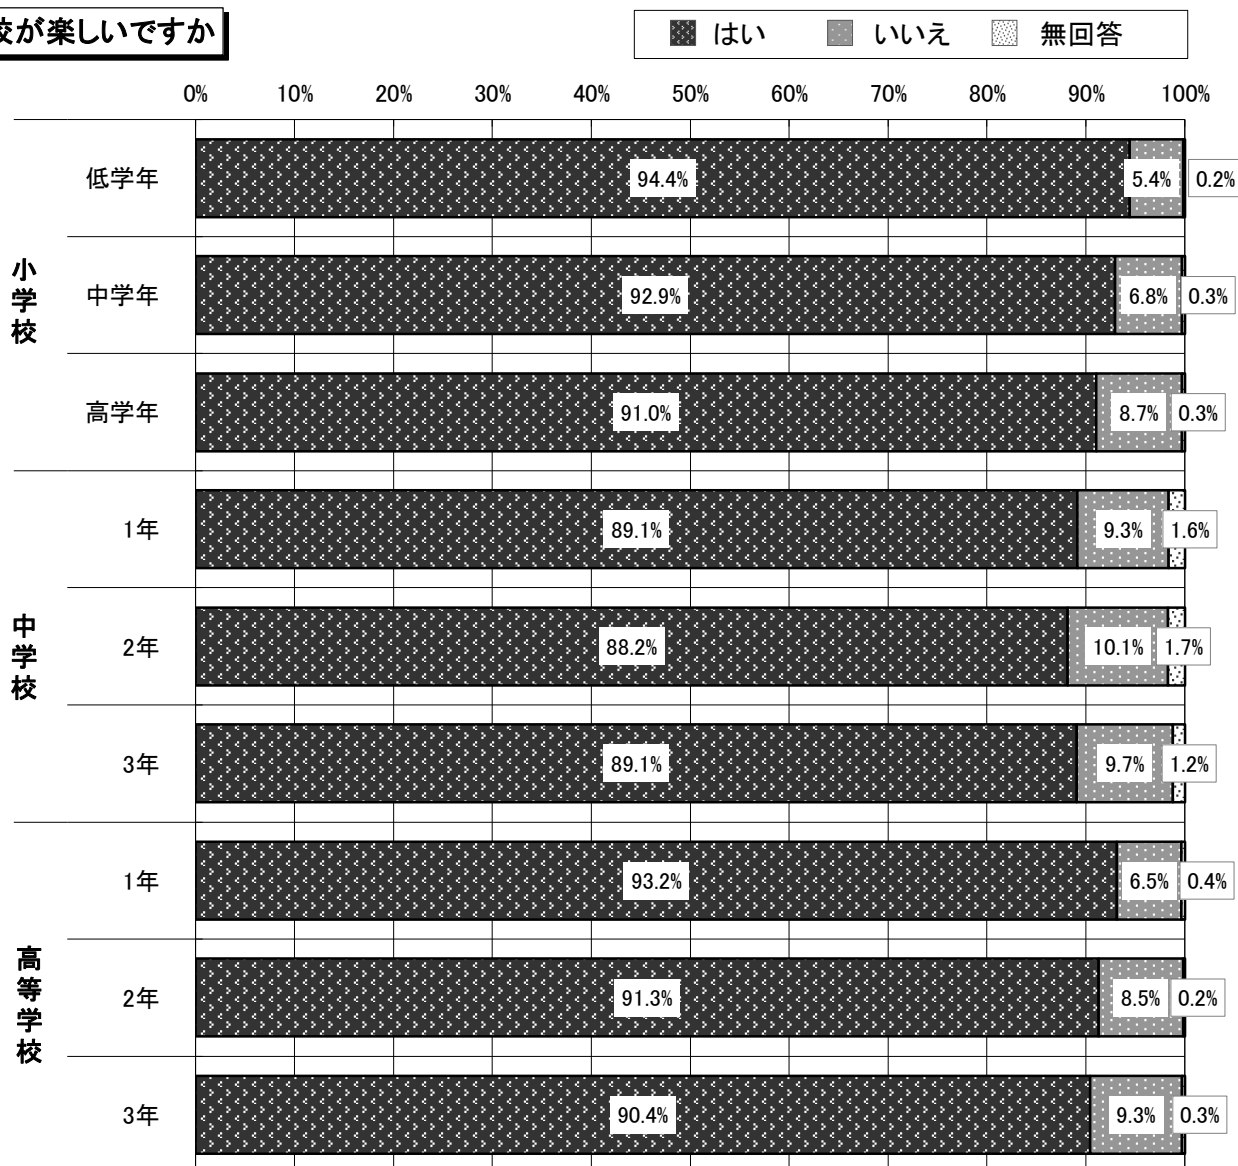 校が楽しいですか
はい いいえ 無回答
0% 10% 20% 30% 40% 50% 60% 70% 80% 90% 100%
小学校
低学年 94.4% 5.4% 0.2%
中学年 92.9% 6.8% 0.3%
高学年 91.0% 8.7% 0.3%
中学校
1年 89.1% 9.3% 1.6%
2年 88.2% 10.1% 1.7%
3年 89.1% 9.7% 1.2%
高等学校
1年 93.2% 6.5% 0.4%
2年 91.3% 8.5% 0.2%
3年 90.4% 9.3% 0.3%